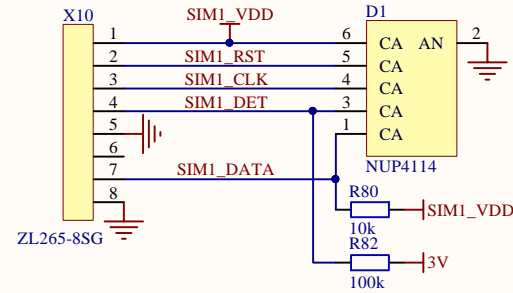 X10
SIM1_VDD
D1
1
6
CA
AN
2
2
SIM1_RST
5
CA
3
SIM1_CLK
4
CA
4
SIM1_DET
3
CA
5
1
CA
6
7
SIM1_DATA
NUP4114
8
R80
SIM1_VDD
10k
ZL265-8SG
R82
3V
100k